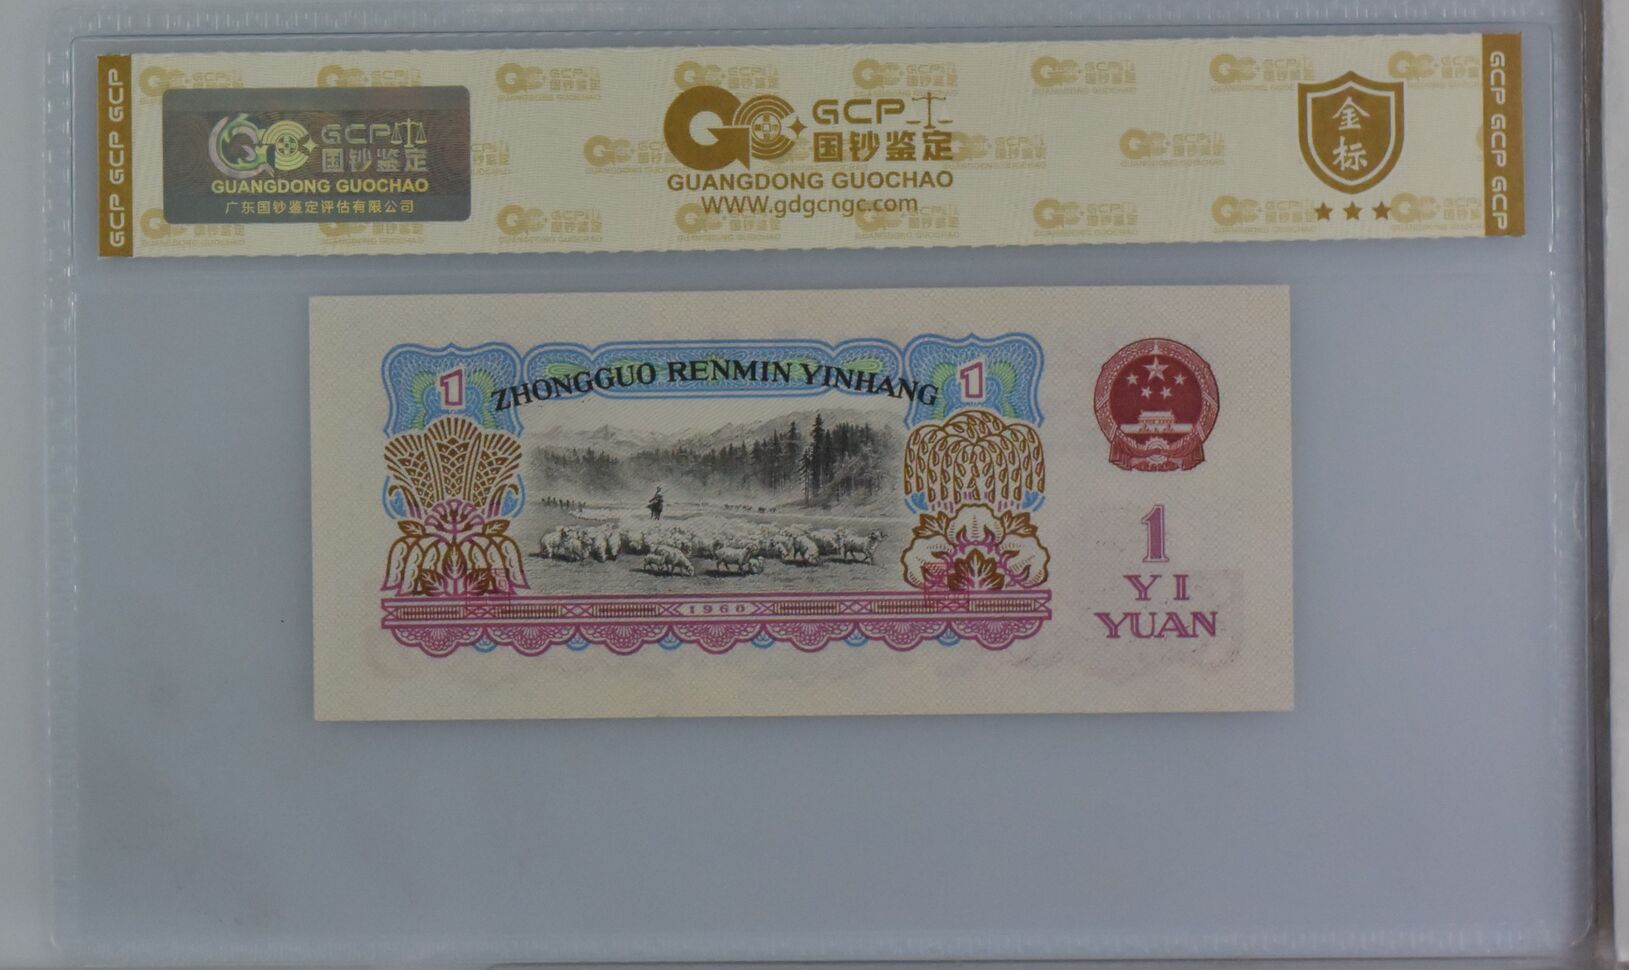 GCP GCP GCP
GCP 国钞鉴定
GUANGDONG GUOCHAO
广东国钞鉴定评估有限公司
GCP
国钞鉴定
GUANGDONG GUOCHAO
WWW.gdgcngc.com
金标
GCP GCP GCP
1 ZHONGGUO RENMIN YINHANG 1
1960
1
YI
YUAN